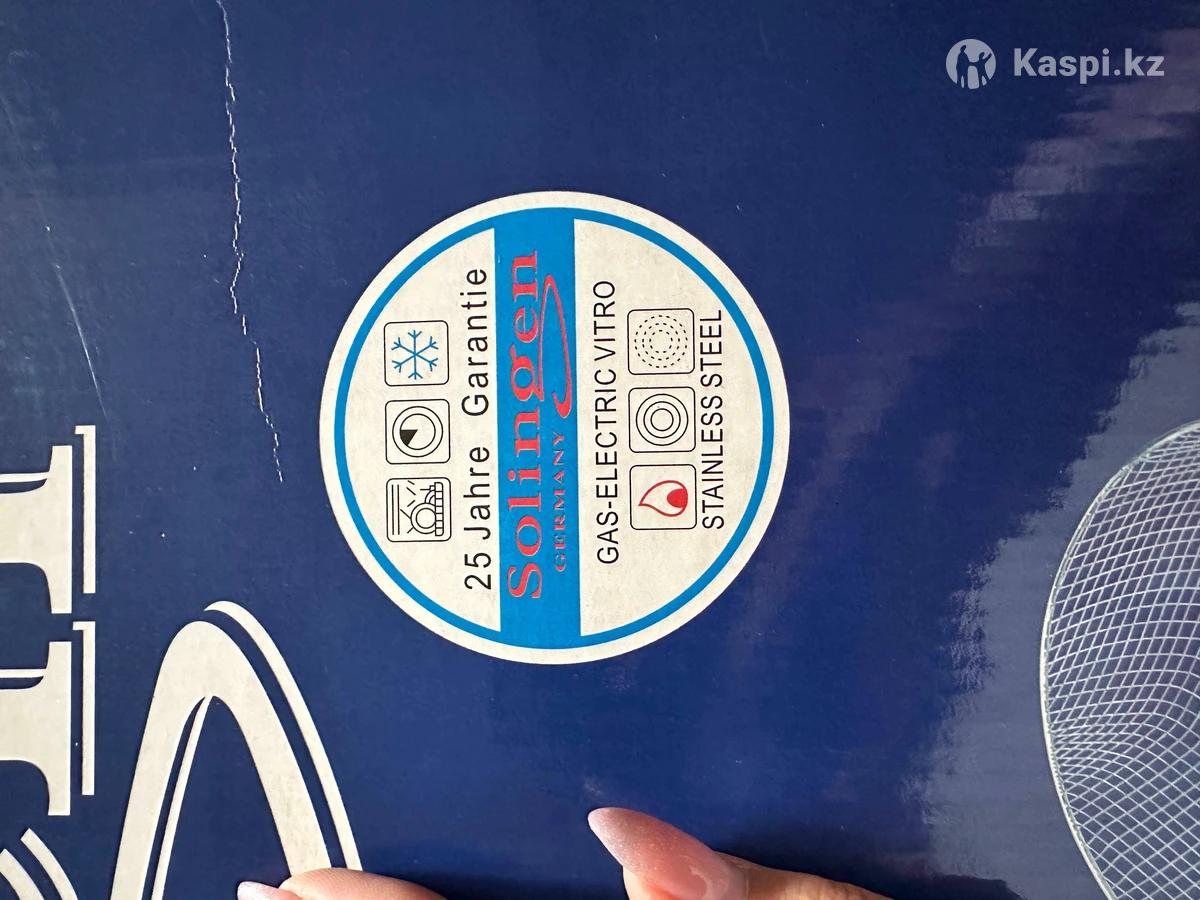 Kaspi.kz
25 Jahre Garantie
Solingen
GERMANY
GAS-ELECTRIC VITRO
STAINLESS STEEL